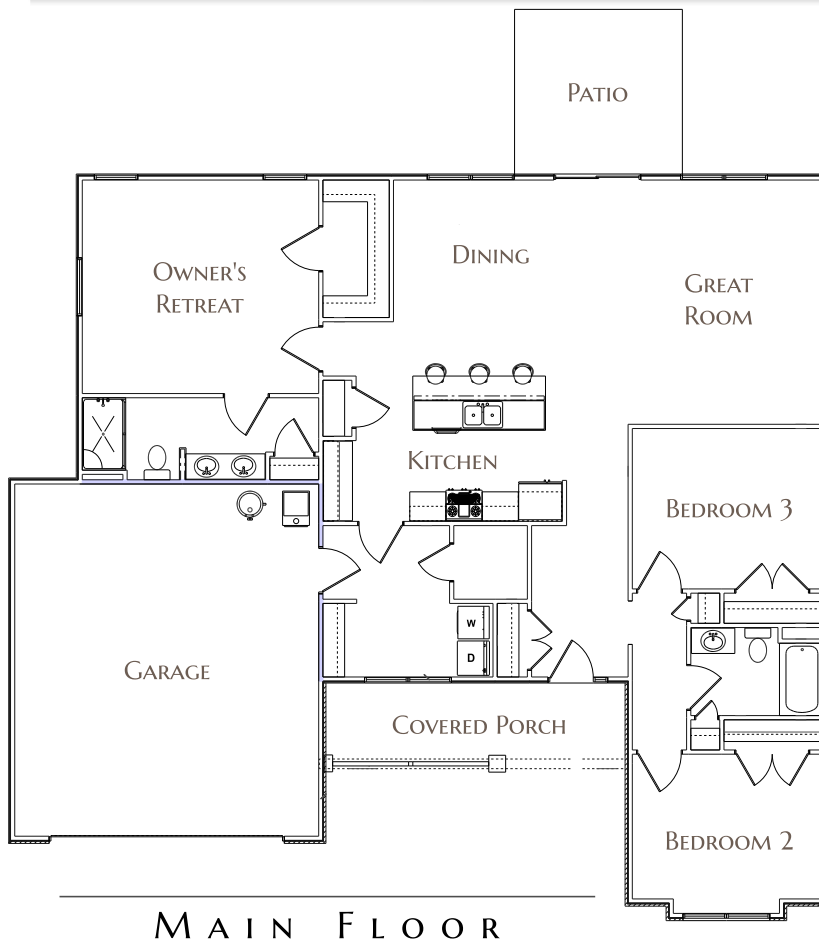 Patio
Dining
Owner's
Retreat
Great
Room
Kitchen
Bedroom 3
W
D
Garage
Covered Porch
Bedroom 2
Main Floor